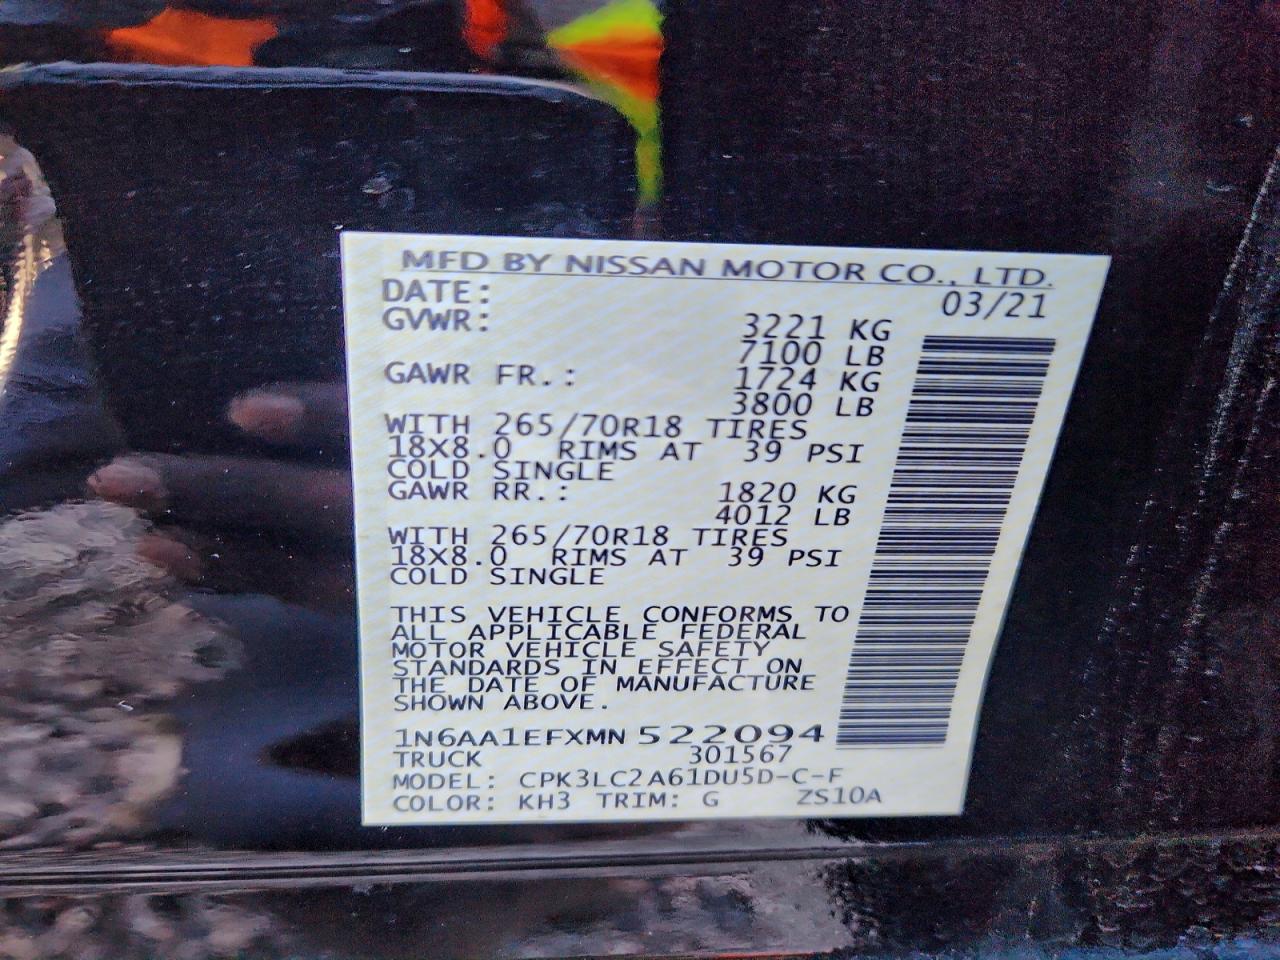 MFD BY NISSAN MOTOR CO., LTD.
DATE: 03/21
GVWR: 3221 KG
7100 LB
GAWR FR.: 1724 KG
3800 LB
WITH 265/70R18 TIRES
18X8.0 RIMS AT 39 PSI
COLD SINGLE
GAWR RR.: 1820 KG
4012 LB
WITH 265/70R18 TIRES
18X8.0 RIMS AT 39 PSI
COLD SINGLE
THIS VEHICLE CONFORMS TO
ALL APPLICABLE FEDERAL
MOTOR VEHICLE SAFETY
STANDARDS IN EFFECT ON
THE DATE OF MANUFACTURE
SHOWN ABOVE.
1N6AA1EFXMN522094
TRUCK 301567
MODEL: CPK3LC2A61DU5D-C-F
COLOR: KH3 TRIM: G ZS10A